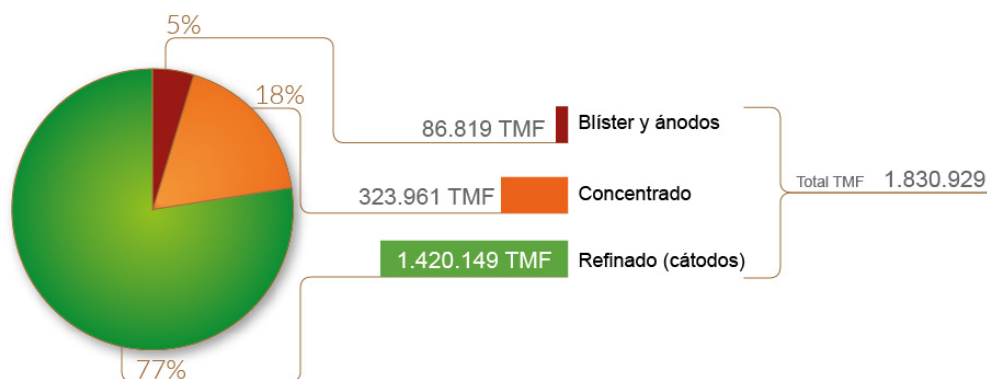 5%
18%
86.819 TMF Blíster y ánodos
Total TMF 1.830.929
323.961 TMF Concentrado
1.420.149 TMF Refinado (cátodos)
77%